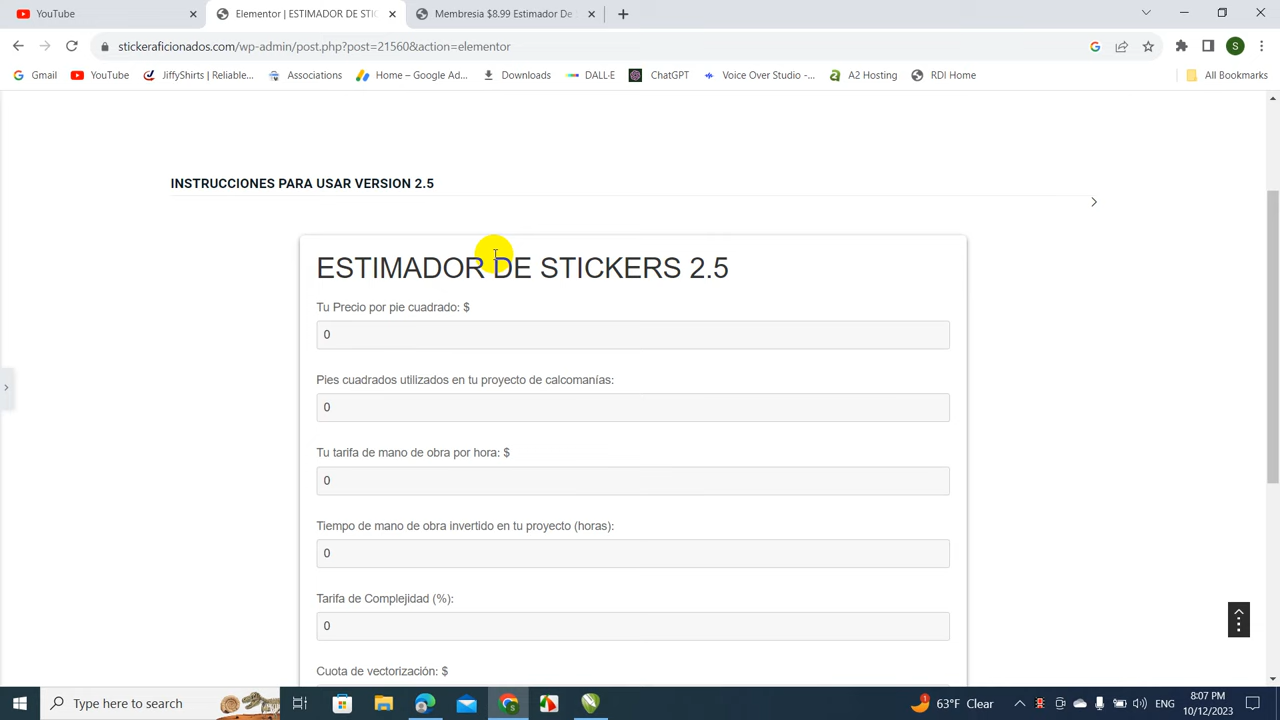 YouTube
Elementor | ESTIMADOR DE STIC
Membresia $8.99 Estimador De
stickeraficionados.com/wp-admin/post.php?post=21560&action=elementor
S
Gmail
YouTube
JiffyShirts | Reliable...
Associations
Home – Google Ad...
Downloads
DALL·E
ChatGPT
Voice Over Studio -...
A2 Hosting
RDI Home
All Bookmarks
INSTRUCCIONES PARA USAR VERSION 2.5
ESTIMADOR DE STICKERS 2.5
Tu Precio por pie cuadrado: $
0
Pies cuadrados utilizados en tu proyecto de calcomanías:
0
Tu tarifa de mano de obra por hora: $
0
Tiempo de mano de obra invertido en tu proyecto (horas):
0
Tarifa de Complejidad (%):
0
Cuota de vectorización: $
Type here to search
63°F Clear
ENG
8:07 PM
10/12/2023